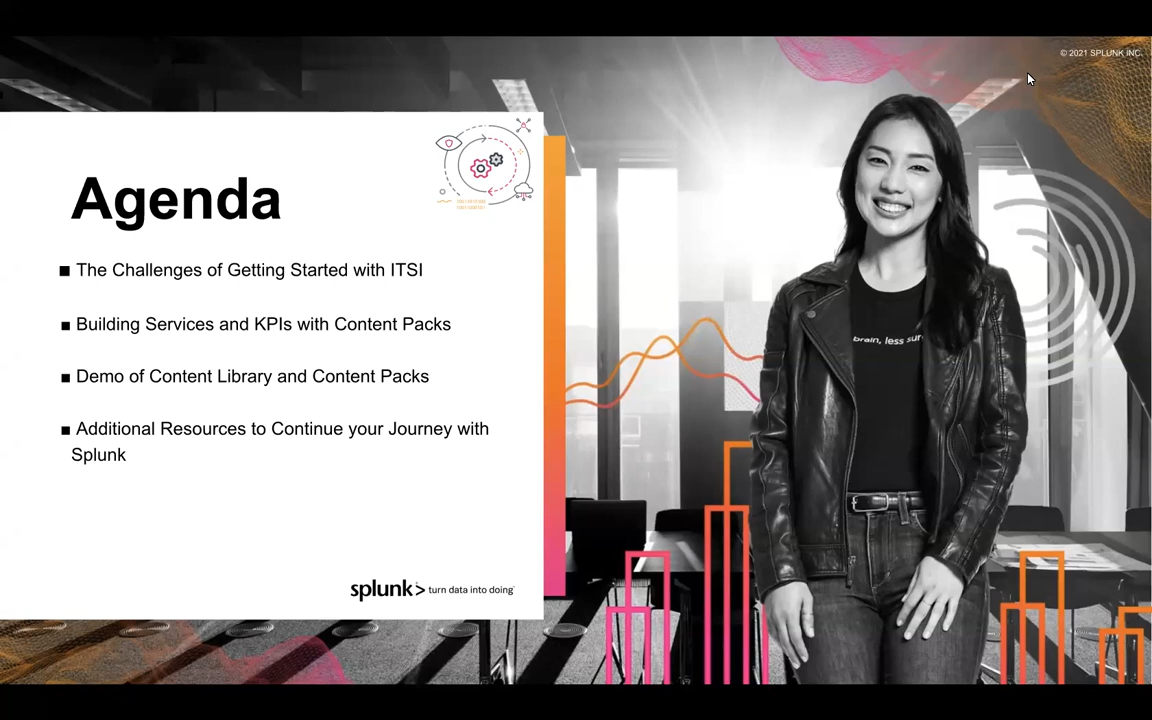 © 2021 SPLUNK INC.
Agenda
■ The Challenges of Getting Started with ITSI
■ Building Services and KPIs with Content Packs
■ Demo of Content Library and Content Packs
■ Additional Resources to Continue your Journey with
Splunk
brain, less
splunk> turn data into doing